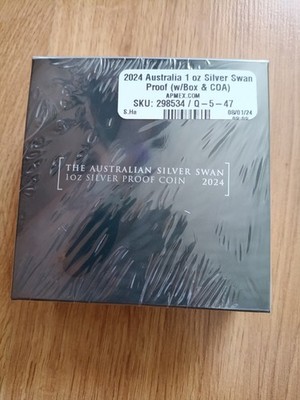 2024 Australia 1 oz Silver Swan
Proof (w/Box & COA)
APMEX.COM
SKU: 298534 / Q-5-47
S.He
THE AUSTRALIAN SILVER SWAN
1OZ SILVER PROOF COIN 2024